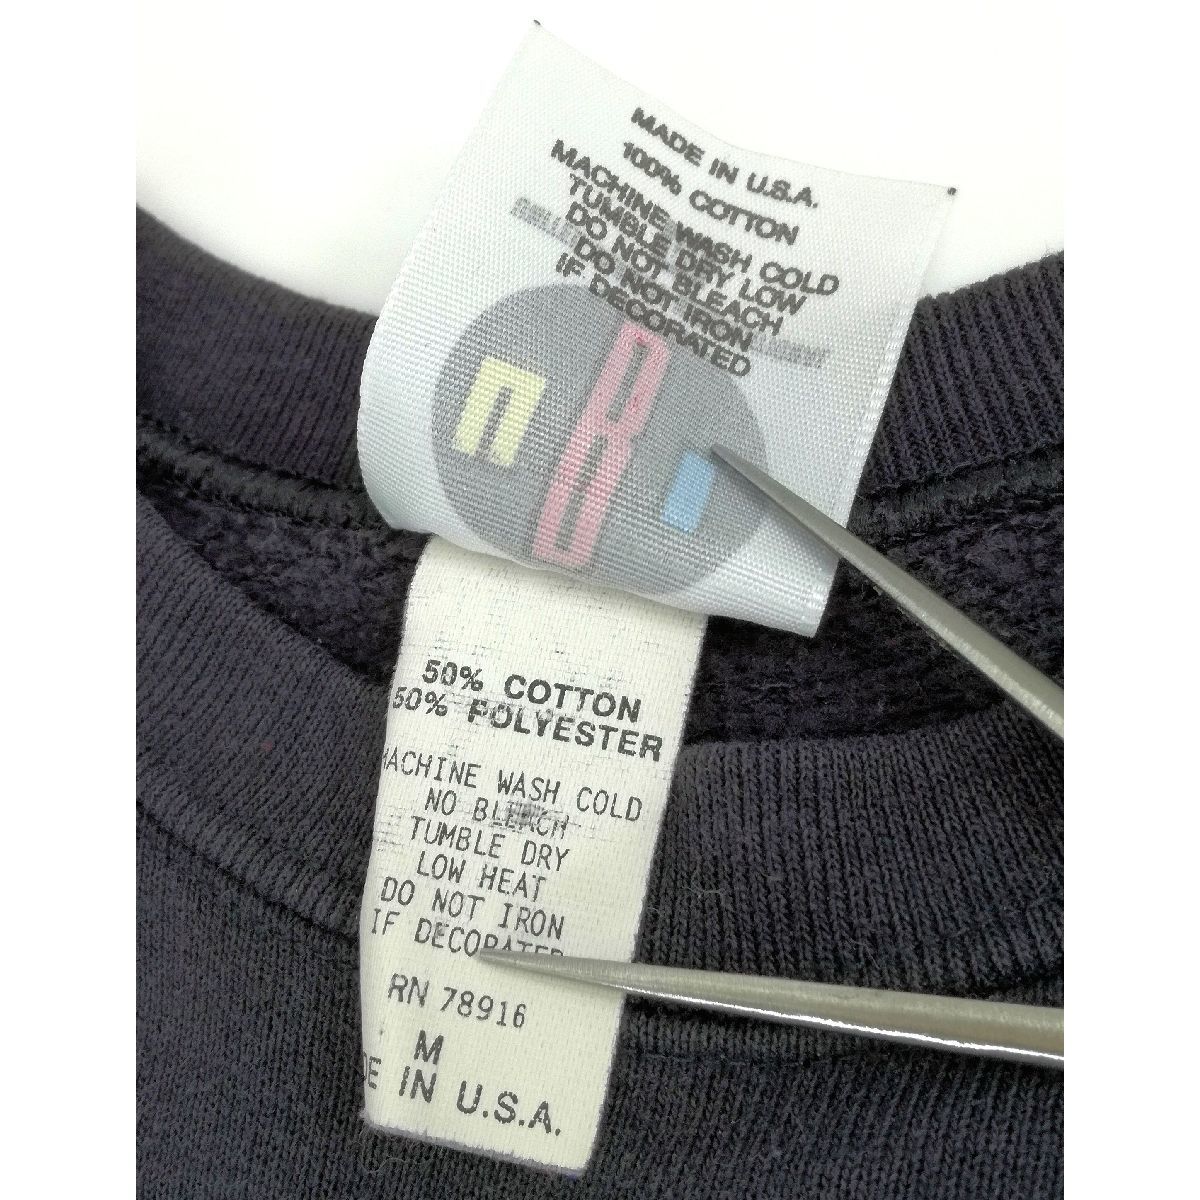 MADE IN U.S.A.
100% COTTON
MACHINE WASH COLD
TUMBLE DRY LOW
DO NOT BLEACH
DO NOT IRON
IF DECORATED
50% COTTON
50% POLYESTER
MACHINE WASH COLD
NO BLEACH
TUMBLE DRY
LOW HEAT
DO NOT IRON
IF DECORATED
RN 78916
M
DE IN U.S.A.